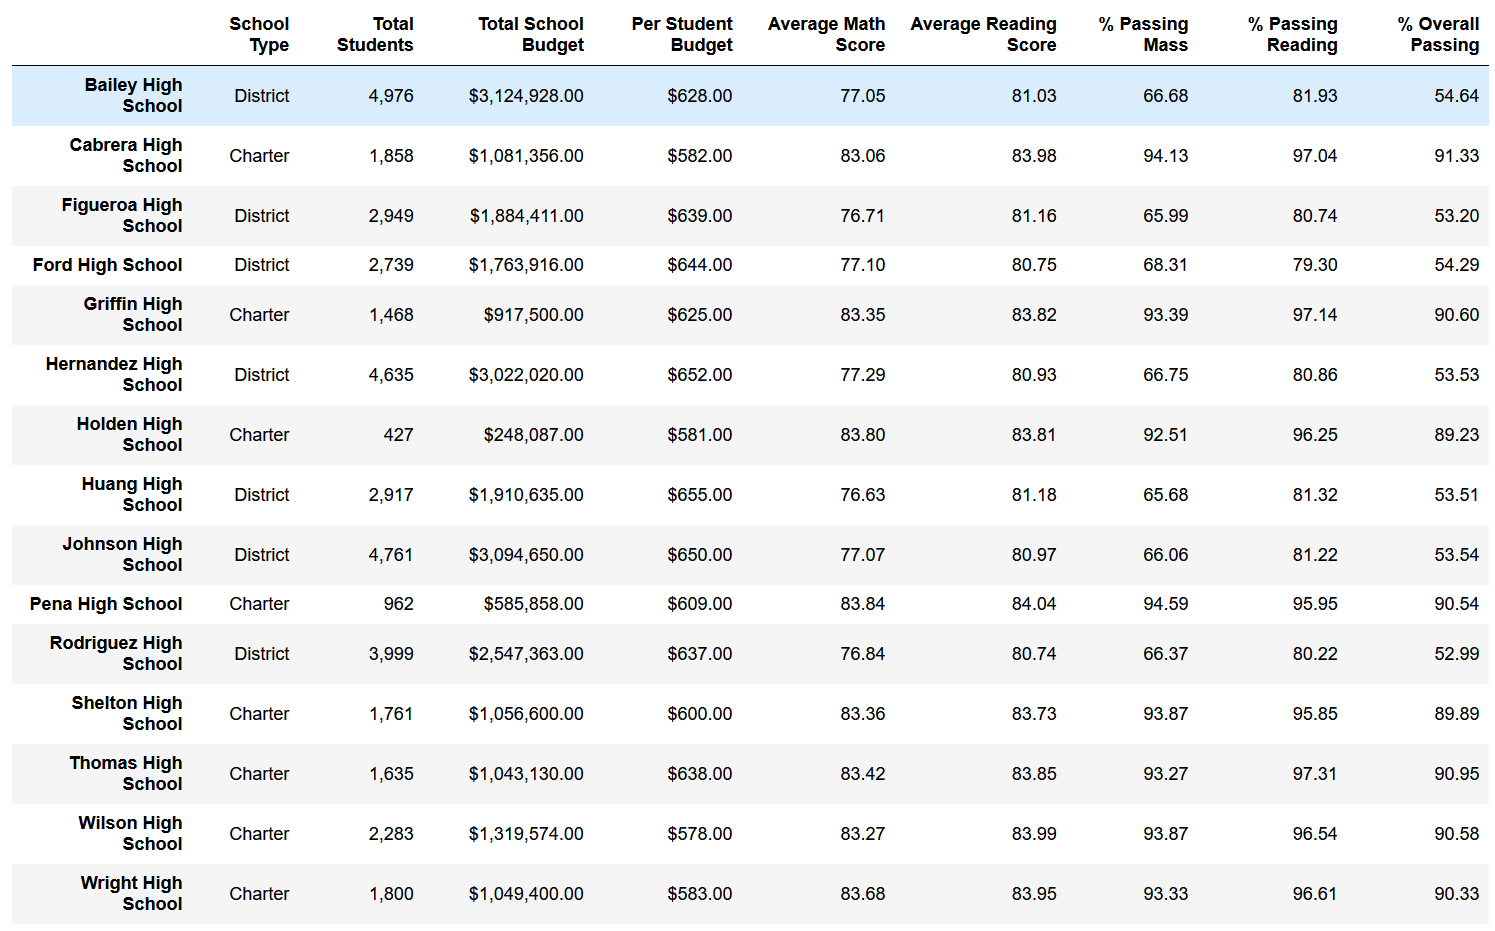 School Type Total Students Total School Budget Per Student Budget Average Math Score Average Reading Score % Passing Mass % Passing Reading % Overall Passing
Bailey High School District 4,976 $3,124,928.00 $628.00 77.05 81.03 66.68 81.93 54.64
Cabrera High School Charter 1,858 $1,081,356.00 $582.00 83.06 83.98 94.13 97.04 91.33
Figueroa High School District 2,949 $1,884,411.00 $639.00 76.71 81.16 65.99 80.74 53.20
Ford High School District 2,739 $1,763,916.00 $644.00 77.10 80.75 68.31 79.30 54.29
Griffin High School Charter 1,468 $917,500.00 $625.00 83.35 83.82 93.39 97.14 90.60
Hernandez High School District 4,635 $3,022,020.00 $652.00 77.29 80.93 66.75 80.86 53.53
Holden High School Charter 427 $248,087.00 $581.00 83.80 83.81 92.51 96.25 89.23
Huang High School District 2,917 $1,910,635.00 $655.00 76.63 81.18 65.68 81.32 53.51
Johnson High School District 4,761 $3,094,650.00 $650.00 77.07 80.97 66.06 81.22 53.54
Pena High School Charter 962 $585,858.00 $609.00 83.84 84.04 94.59 95.95 90.54
Rodriguez High School District 3,999 $2,547,363.00 $637.00 76.84 80.74 66.37 80.22 52.99
Shelton High School Charter 1,761 $1,056,600.00 $600.00 83.36 83.73 93.87 95.85 89.89
Thomas High School Charter 1,635 $1,043,130.00 $638.00 83.42 83.85 93.27 97.31 90.95
Wilson High School Charter 2,283 $1,319,574.00 $578.00 83.27 83.99 93.87 96.54 90.58
Wright High School Charter 1,800 $1,049,400.00 $583.00 83.68 83.95 93.33 96.61 90.33